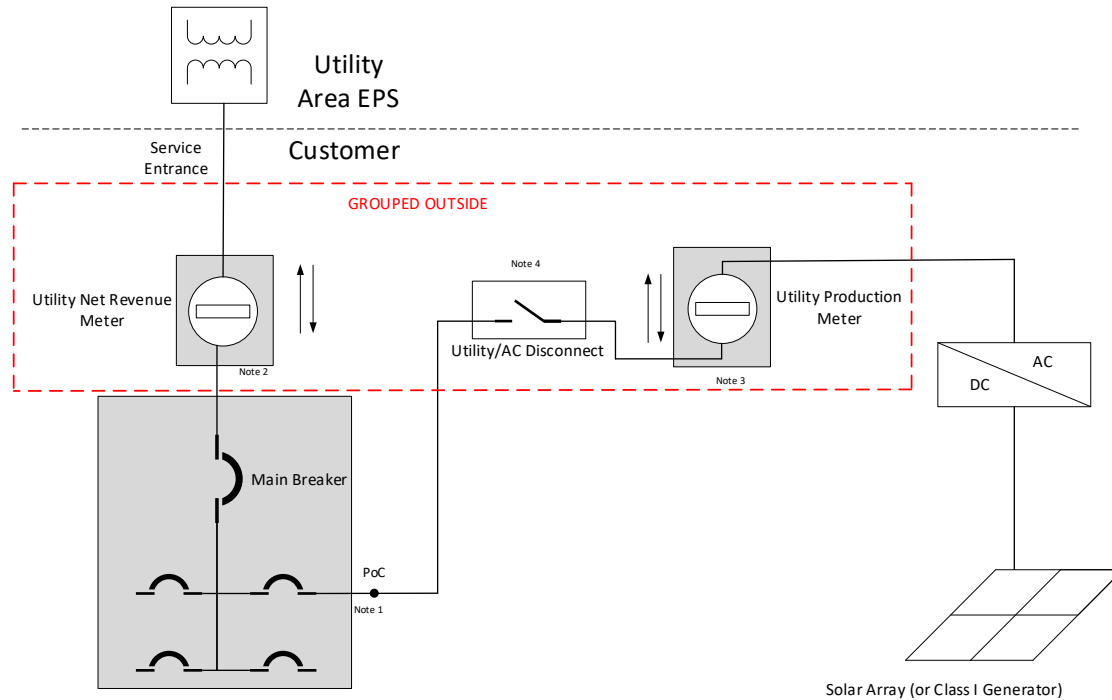 Utility
Area EPS
Service
Entrance
Customer
GROUPED OUTSIDE
Note 4
Utility Net Revenue
Meter
Utility/AC Disconnect
Utility Production
Meter
Note 2
Note 3
AC
DC
Main Breaker
PoC
Note 1
Solar Array (or Class I Generator)